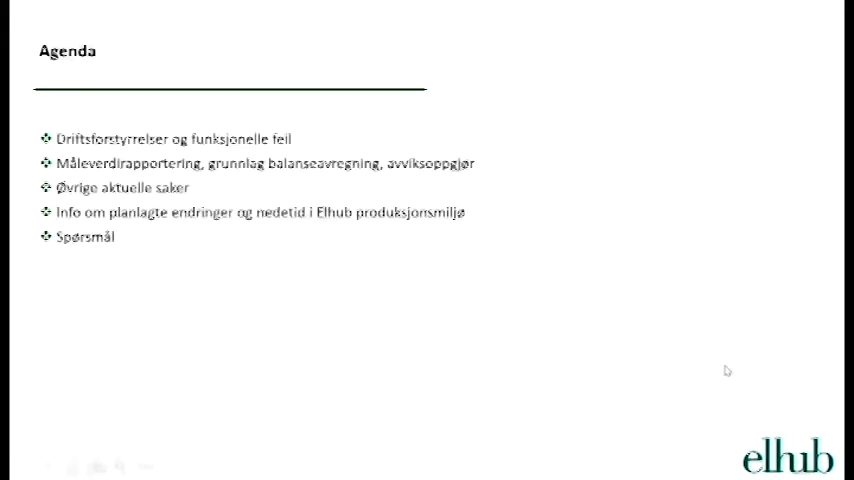 Agenda
Driftsforstyrrelser og funksjonelle feil
Måleverdirapportering, grunnlag balanseavregning, avviksoppgjør
Øvrige aktuelle saker
Info om planlagte endringer og nedetid i Elhub produksjonsmiljø
Spørsmål
elhub